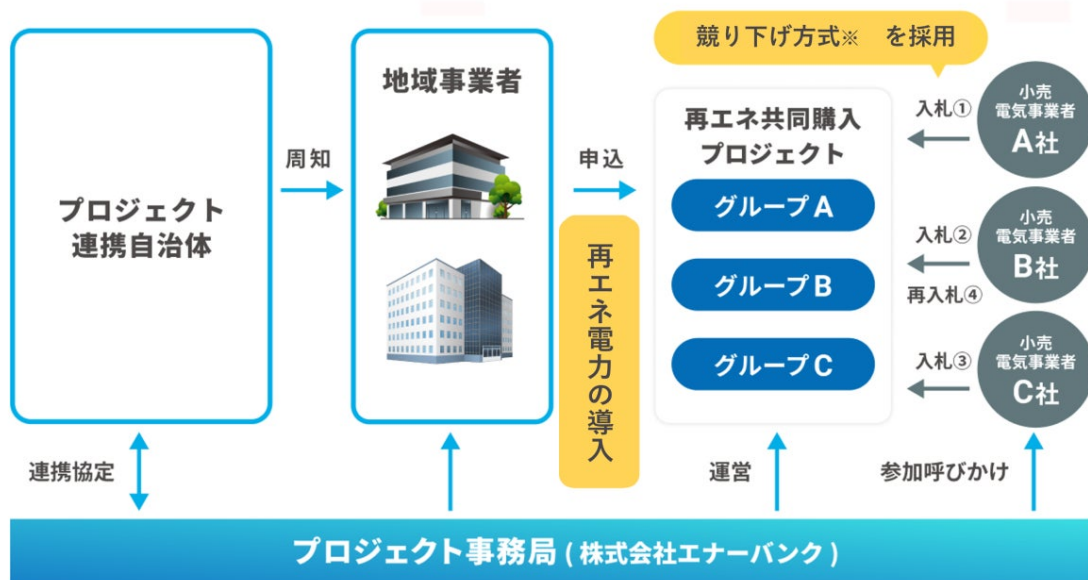 競り下げ方式※ を採用
プロジェクト
連携自治体
周知
地域事業者
申込
再エネ電力の導入
再エネ共同購入
プロジェクト
グループA
グループB
グループC
入札①
小売
電気事業者
A社
入札②
再入札④
小売
電気事業者
B社
入札③
小売
電気事業者
C社
連携協定
運営
参加呼びかけ
プロジェクト事務局 ( 株式会社エナーバンク )